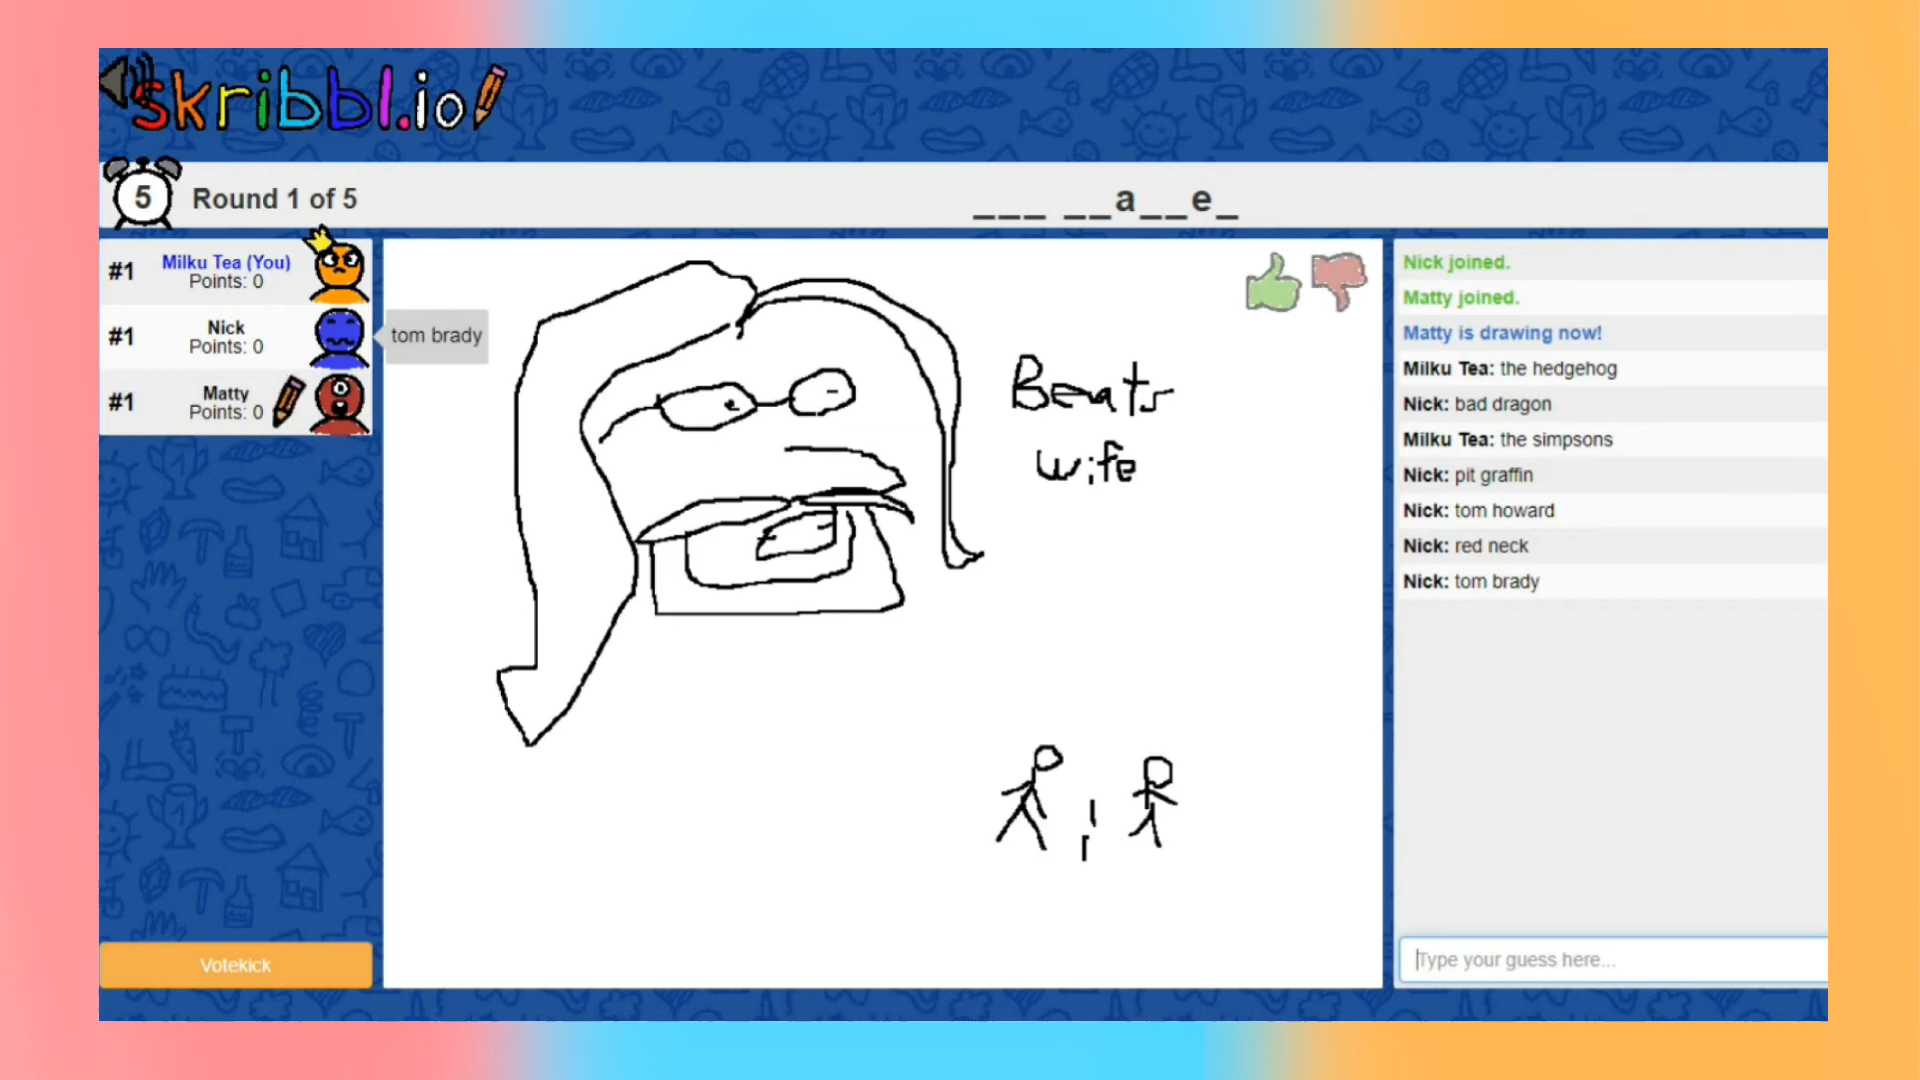 skribbl.io
5 Round 1 of 5 ___ __a__e_
#1 Milku Tea (You)
Points: 0
#1 Nick
Points: 0
tom brady
#1 Matty
Points: 0
Votekick
Beats
wife
Nick joined.
Matty joined.
Matty is drawing now!
Milku Tea: the hedgehog
Nick: bad dragon
Milku Tea: the simpsons
Nick: pit graffin
Nick: tom howard
Nick: red neck
Nick: tom brady
Type your guess here...